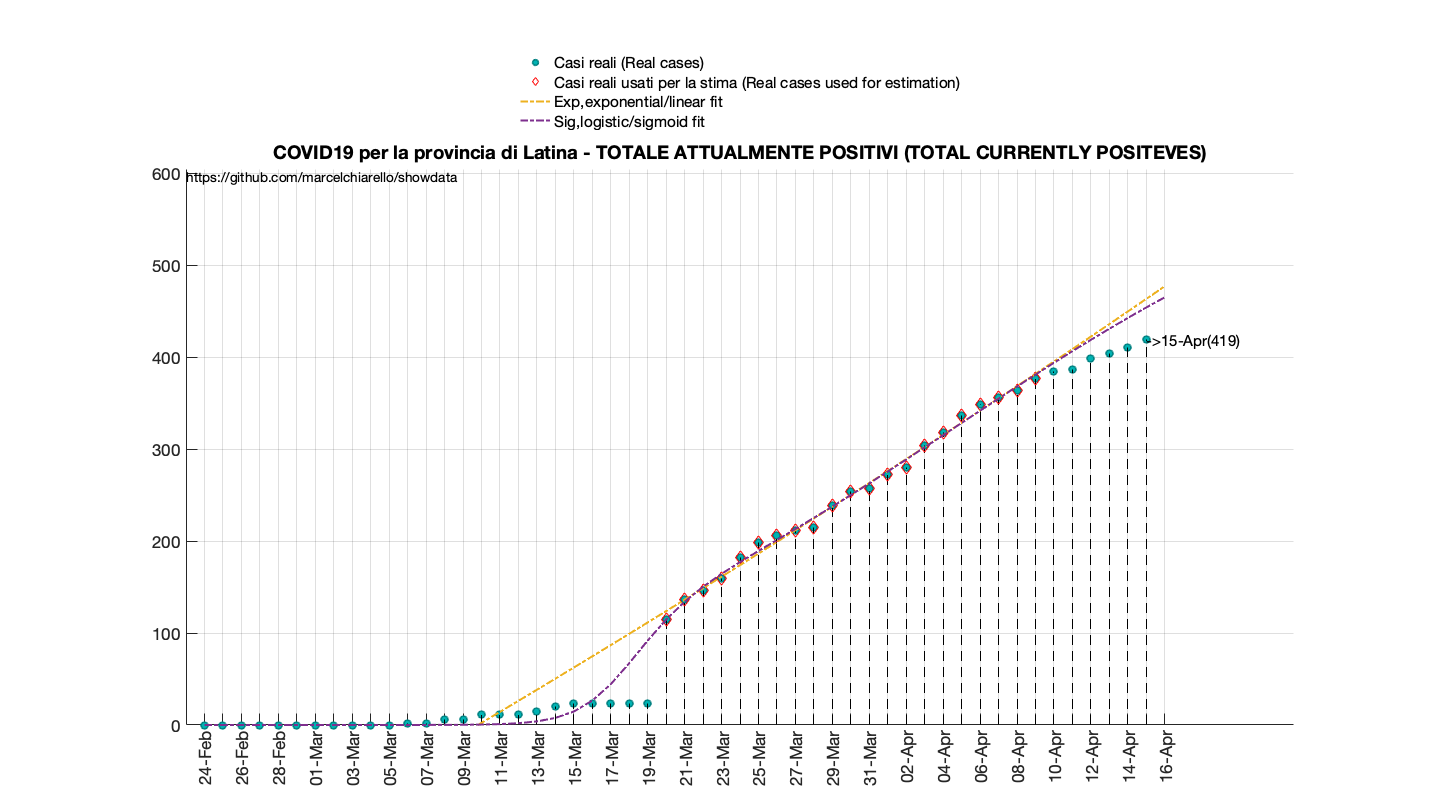 Casi reali (Real cases)
Casi reali usati per la stima (Real cases used for estimation)
Exp,exponential/linear fit
Sig,logistic/sigmoid fit
COVID19 per la provincia di Latina - TOTALE ATTUALMENTE POSITIVI (TOTAL CURRENTLY POSITEVES)
https://github.com/marcelchiarello/showdata
600
500
400
300
200
100
0
>15-Apr(419)
24-Feb
26-Feb
28-Feb
01-Mar
03-Mar
05-Mar
07-Mar
09-Mar
11-Mar
13-Mar
15-Mar
17-Mar
19-Mar
21-Mar
23-Mar
25-Mar
27-Mar
29-Mar
31-Mar
02-Apr
04-Apr
06-Apr
08-Apr
10-Apr
12-Apr
14-Apr
16-Apr